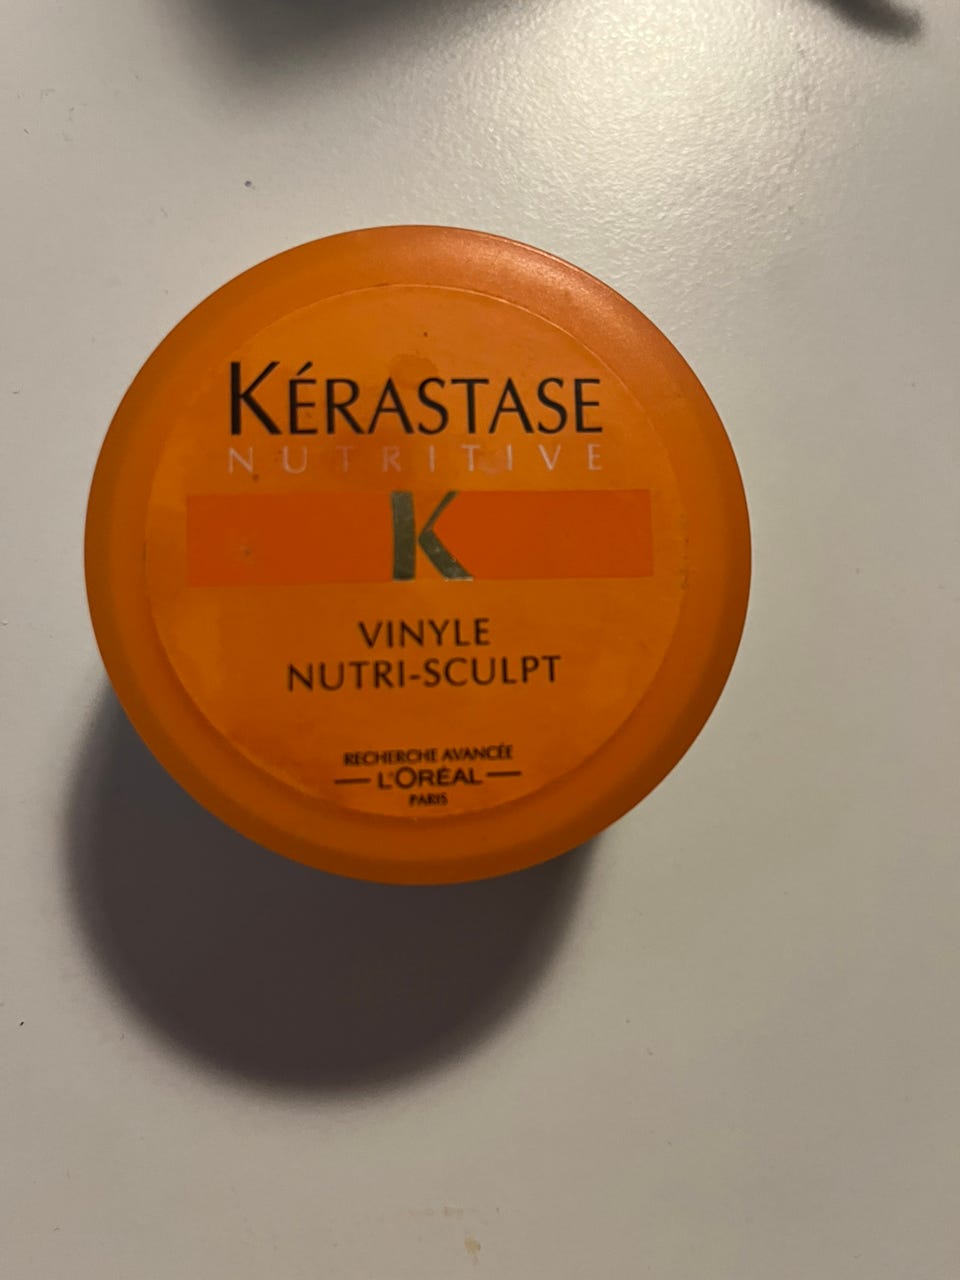 KÉRASTASE
NUTRITIVE
K
VINYLE
NUTRI-SCULPT
RECHERCHE AVANCÉE
L'ORÉAL
PARIS